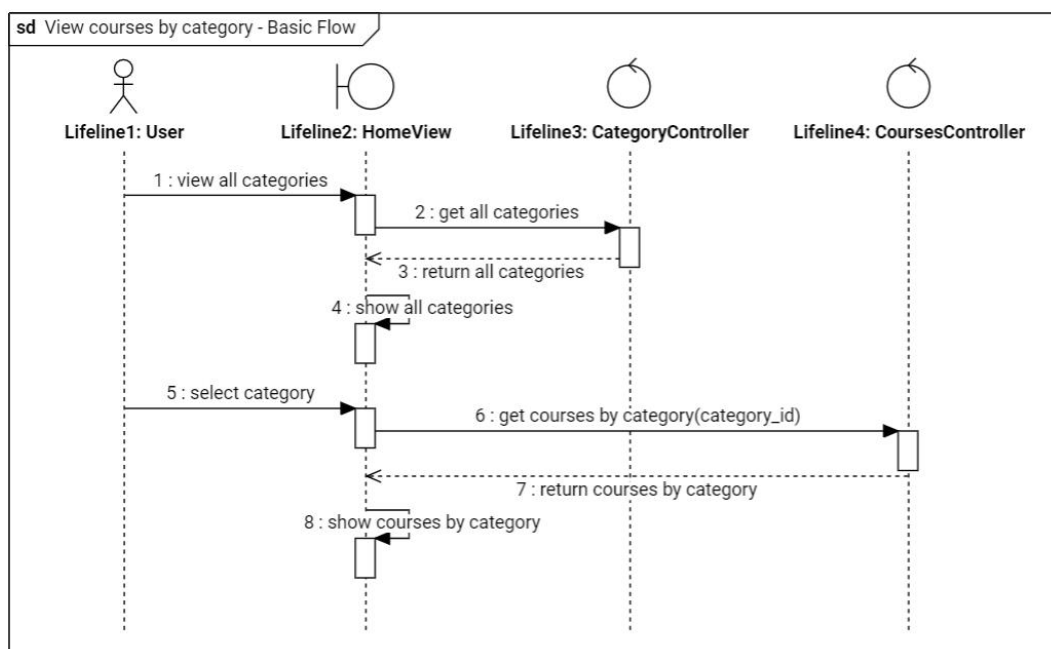 sd View courses by category - Basic Flow
Lifeline1: User
Lifeline2: HomeView
Lifeline3: CategoryController
Lifeline4: CoursesController
1 : view all categories
2 : get all categories
3 : return all categories
4 : show all categories
5 : select category
6 : get courses by category(category_id)
7 : return courses by category
8 : show courses by category